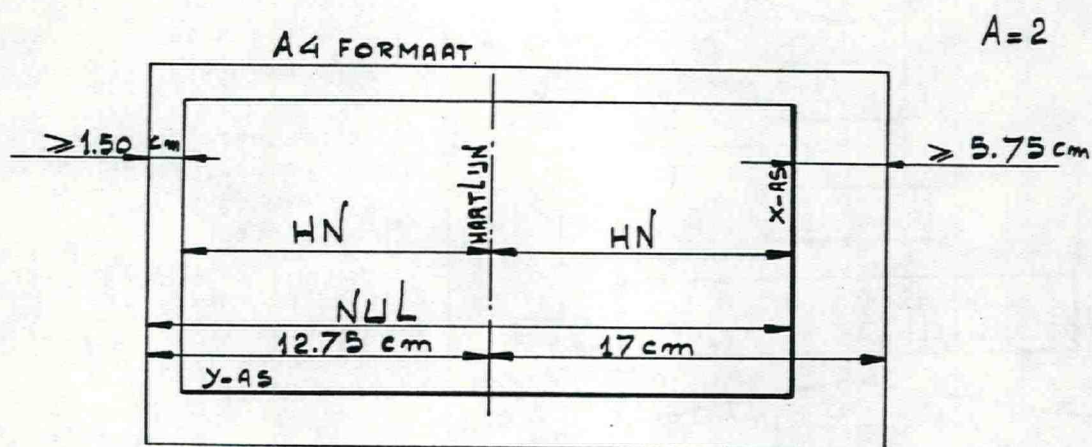 A=2
A4 FORMAAT
≥1.50 cm
≥ 5.75 cm
MAATLIJN
X-AS
HN
HN
NUL
12.75 cm
17 cm
Y-AS